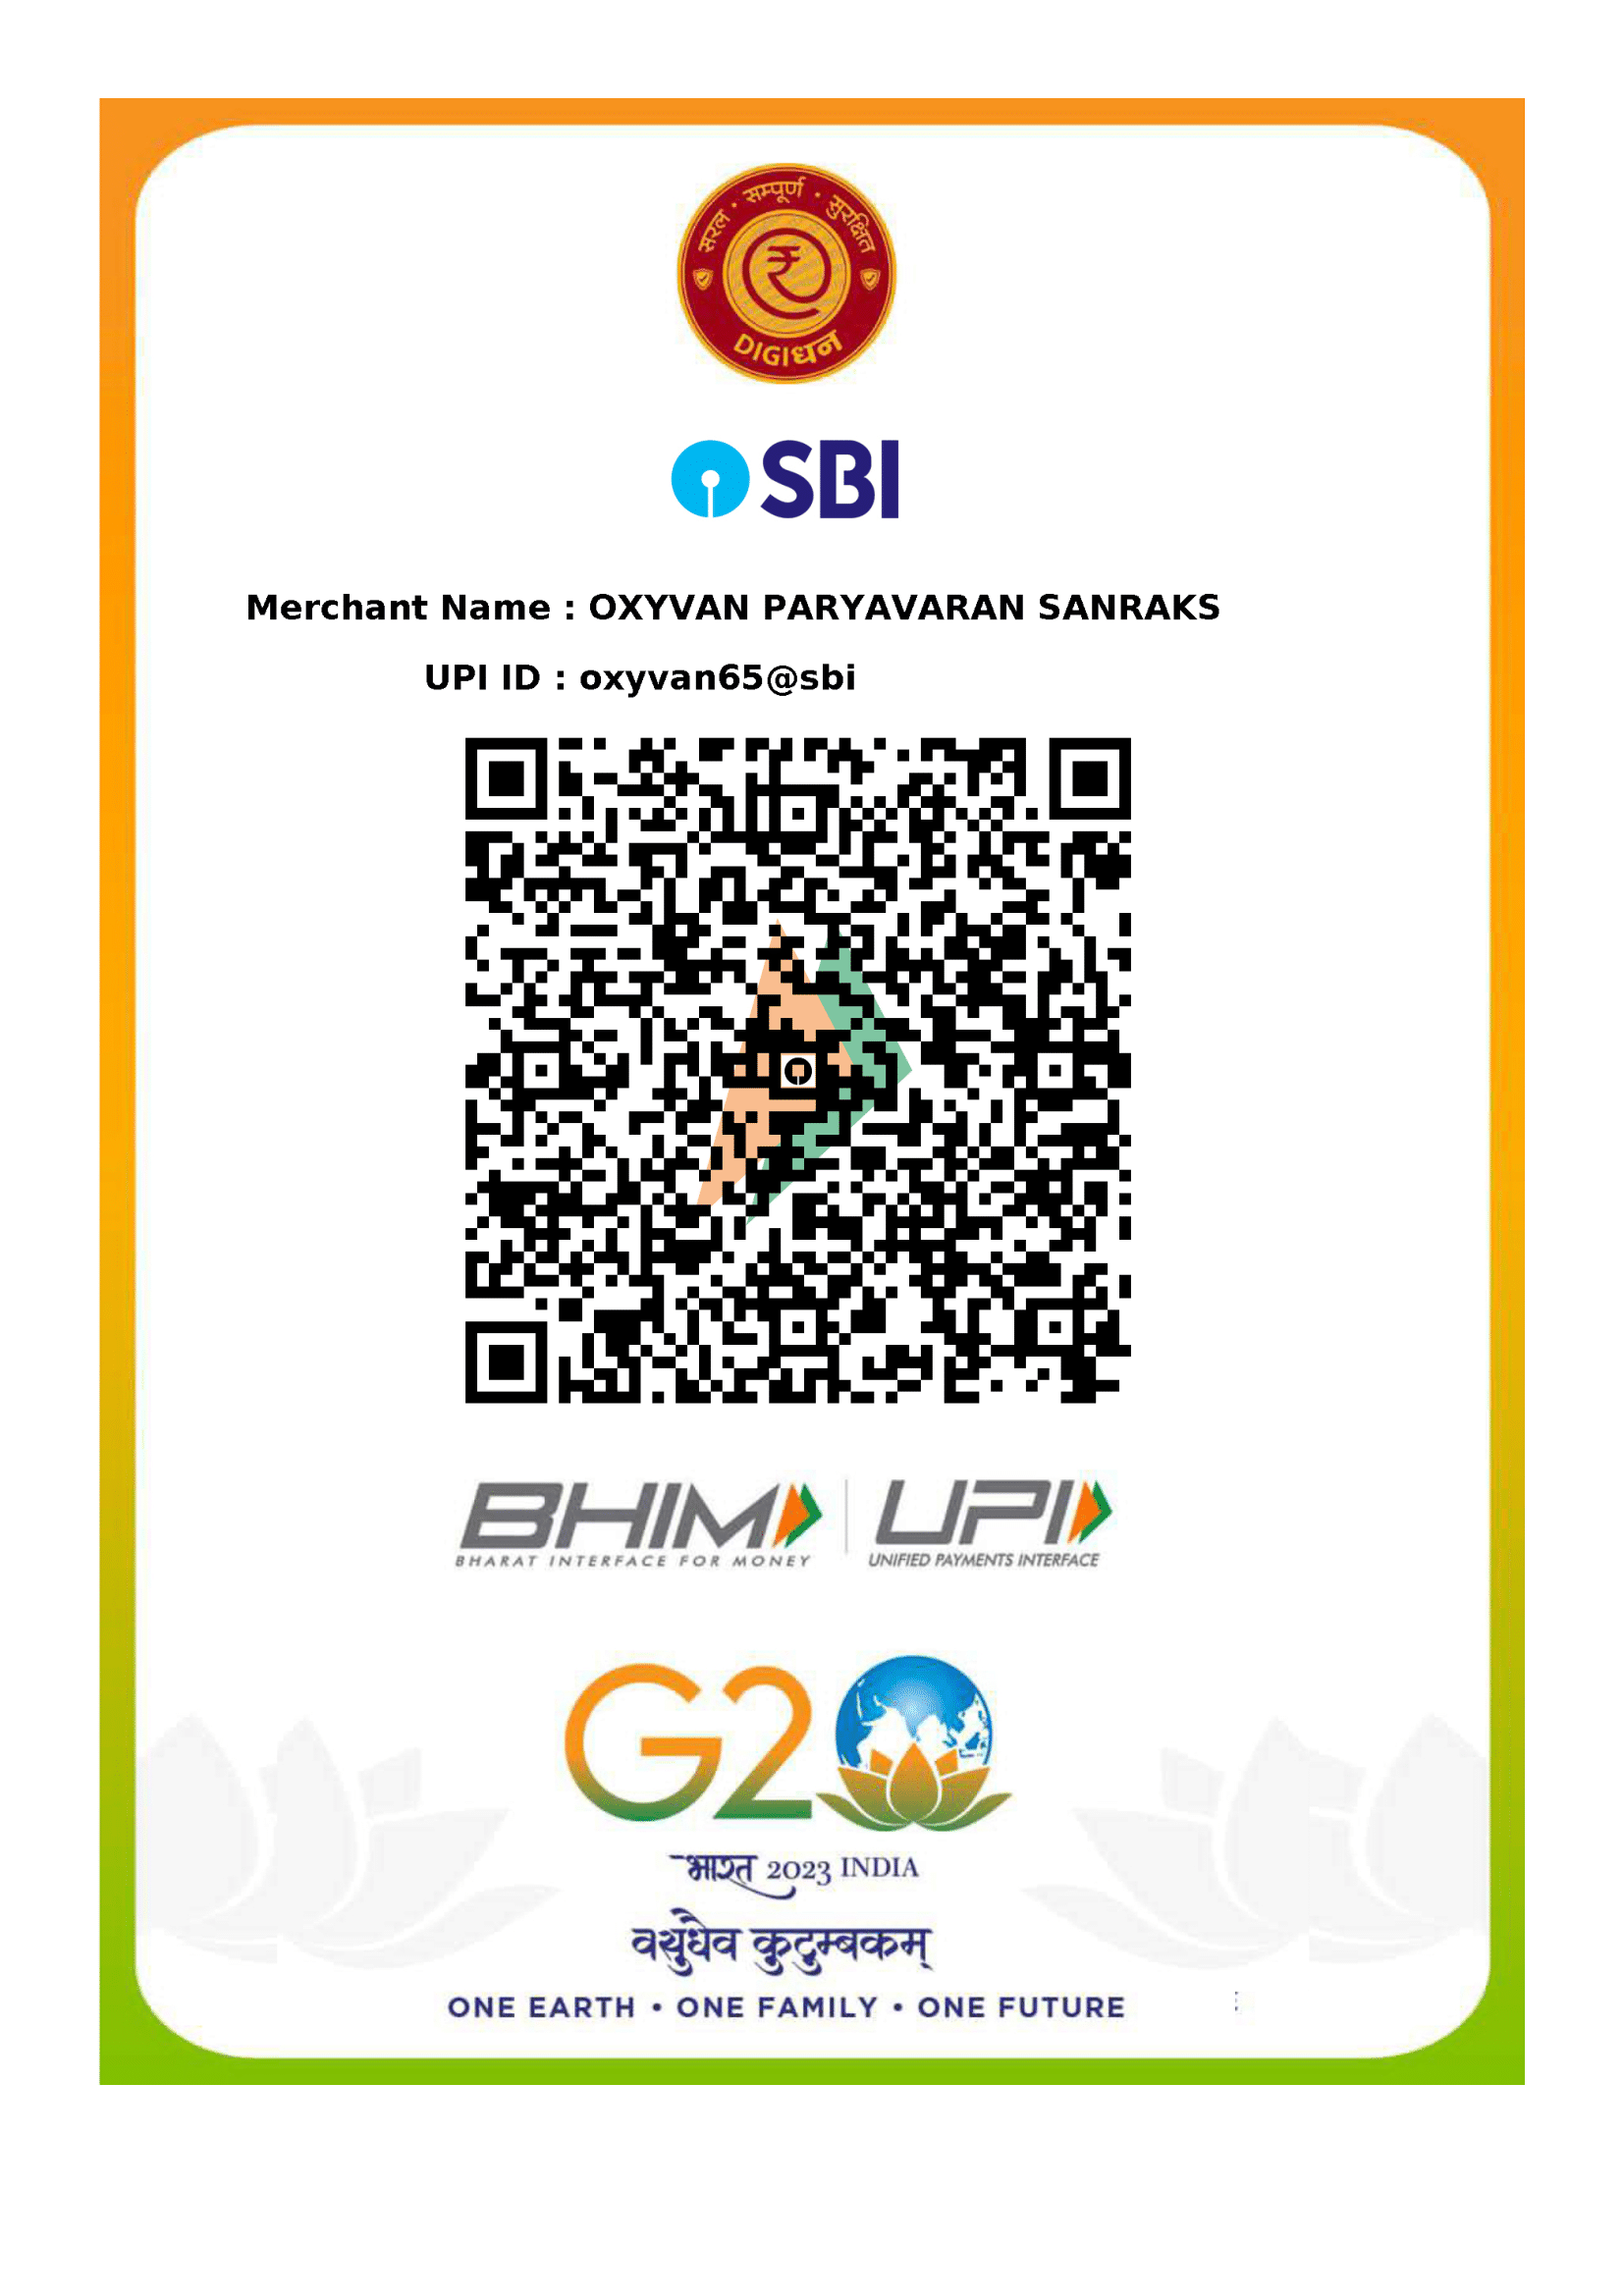 सरल • सम्पूर्ण • सुरक्षित
₹
DIGIधन
SBI
Merchant Name : OXYVAN PARYAVARAN SANRAKS
UPI ID : oxyvan65@sbi
BHIM UPI
BHARAT INTERFACE FOR MONEY UNIFIED PAYMENTS INTERFACE
G20
भारत 2023 INDIA
वसुधैव कुटुम्बकम्
ONE EARTH • ONE FAMILY • ONE FUTURE